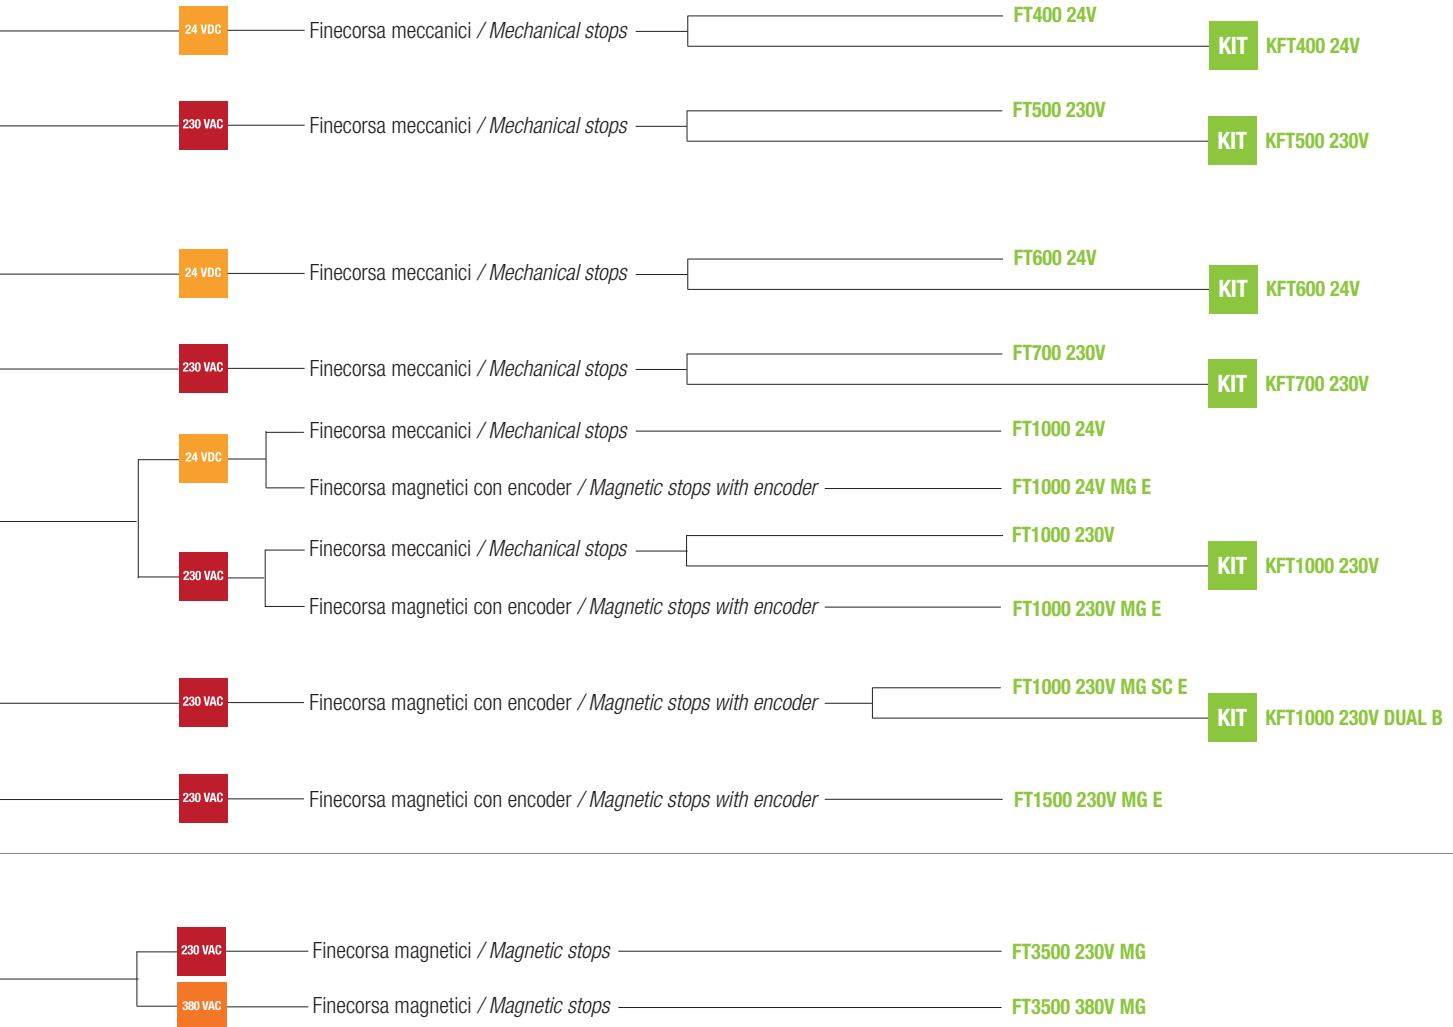 24 VDC Finecorsa meccanici / Mechanical stops FT400 24V
KIT KFT400 24V
230 VAC Finecorsa meccanici / Mechanical stops FT500 230V
KIT KFT500 230V
24 VDC Finecorsa meccanici / Mechanical stops FT600 24V
KIT KFT600 24V
230 VAC Finecorsa meccanici / Mechanical stops FT700 230V
KIT KFT700 230V
24 VDC
Finecorsa meccanici / Mechanical stops FT1000 24V
Finecorsa magnetici con encoder / Magnetic stops with encoder FT1000 24V MG E
230 VAC
Finecorsa meccanici / Mechanical stops FT1000 230V
KIT KFT1000 230V
Finecorsa magnetici con encoder / Magnetic stops with encoder FT1000 230V MG E
230 VAC Finecorsa magnetici con encoder / Magnetic stops with encoder FT1000 230V MG SC E
KIT KFT1000 230V DUAL B
230 VAC Finecorsa magnetici con encoder / Magnetic stops with encoder FT1500 230V MG E
230 VAC Finecorsa magnetici / Magnetic stops FT3500 230V MG
380 VAC Finecorsa magnetici / Magnetic stops FT3500 380V MG